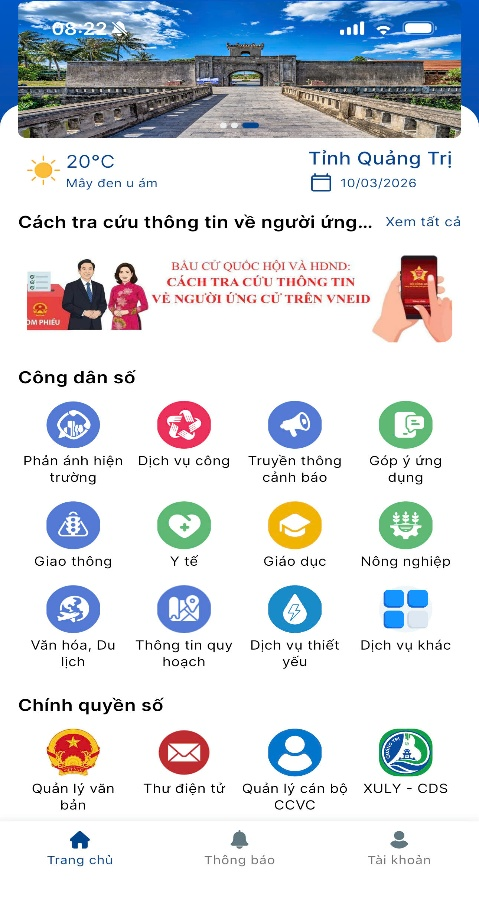 08:22
20°C
Mây đen u ám
Tỉnh Quảng Trị
10/03/2026
Cách tra cứu thông tin về người ứng...
Xem tất cả
BẦU CỬ QUỐC HỘI VÀ HĐND:
CÁCH TRA CỨU THÔNG TIN
VỀ NGƯỜI ỨNG CỬ TRÊN VNEID
OM PHIẾU
Công dân số
Phản ánh hiện
trường
Dịch vụ công
Truyền thông
cảnh báo
Góp ý ứng
dụng
Giao thông
Y tế
Giáo dục
Nông nghiệp
Văn hóa, Du
lịch
Thông tin quy
hoạch
Dịch vụ thiết
yếu
Dịch vụ khác
Chính quyền số
Quản lý văn
bản
Thư điện tử
Quản lý cán bộ
CCVC
QUẢNG TRỊ
XULY - CDS
Trang chủ
Thông báo
Tài khoản